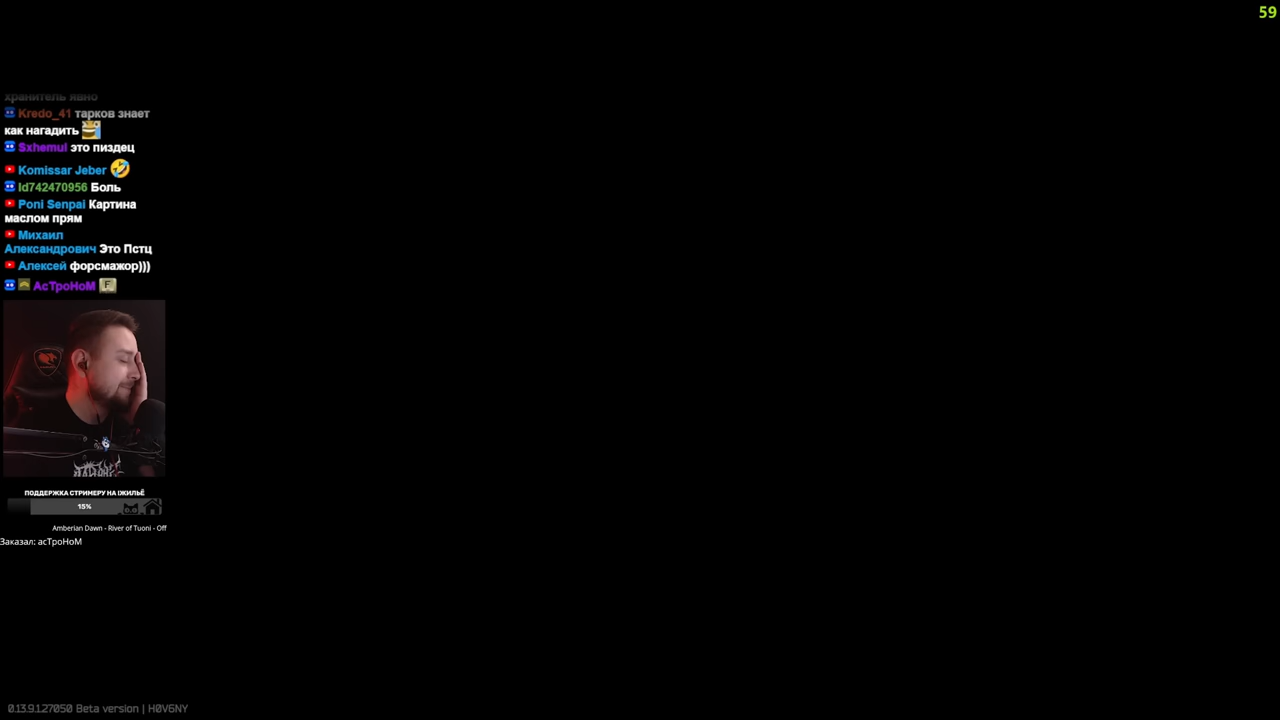 59
хранитель явно
Kredo_41 тарков знает
как нагадить
Sxhemul это пиздец
Komissar Jeber
Id742470956 Боль
Poni Senpai Картина
маслом прям
Михаил
Александрович Это Пстц
Алексей форсмажор)))
АсТроНоМ F
ПОДДЕРЖКА СТРИМЕРУ НА ЖИЛЬЁ
15%
Amberian Dawn - River of Tuoni - Off
Заказал: асТроНоМ
0.13.9.1.27050 Beta version | H0V6NY